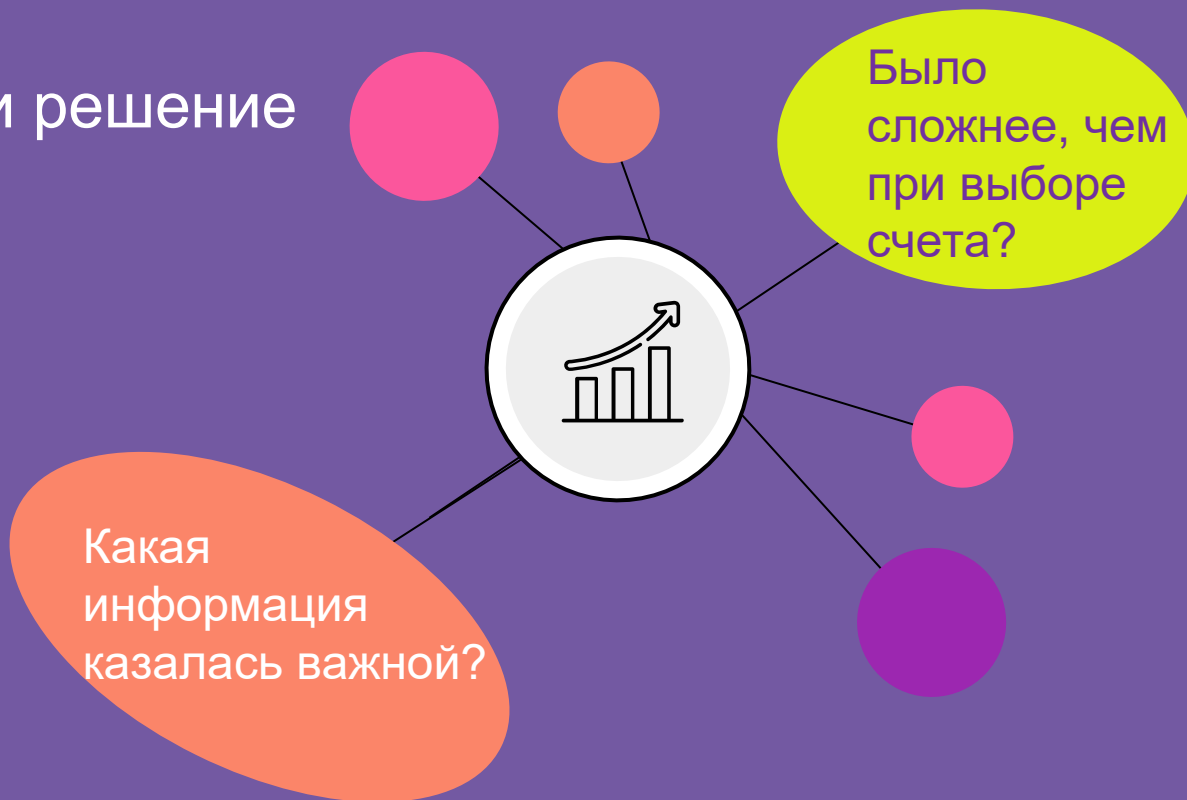 и решение
Было
сложнее, чем
при выборе
счета?
Какая
информация
казалась важной?